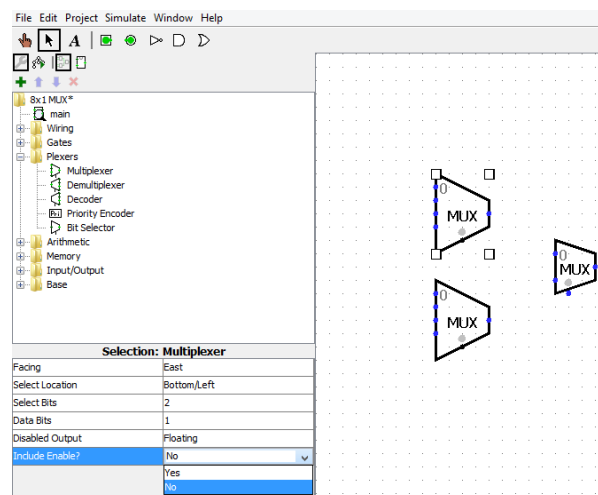 File Edit Project Simulate Window Help
A
8x1 MUX*
main
Wiring
Gates
Plexers
Multiplexer
Demultiplexer
Decoder
Pri Priority Encoder
Bit Selector
Arithmetic
Memory
Input/Output
Base
Selection: Multiplexer
Facing East
Select Location Bottom/Left
Select Bits 2
Data Bits 1
Disabled Output Floating
Include Enable? No
Yes
No
0
MUX
0
MUX
0
MUX